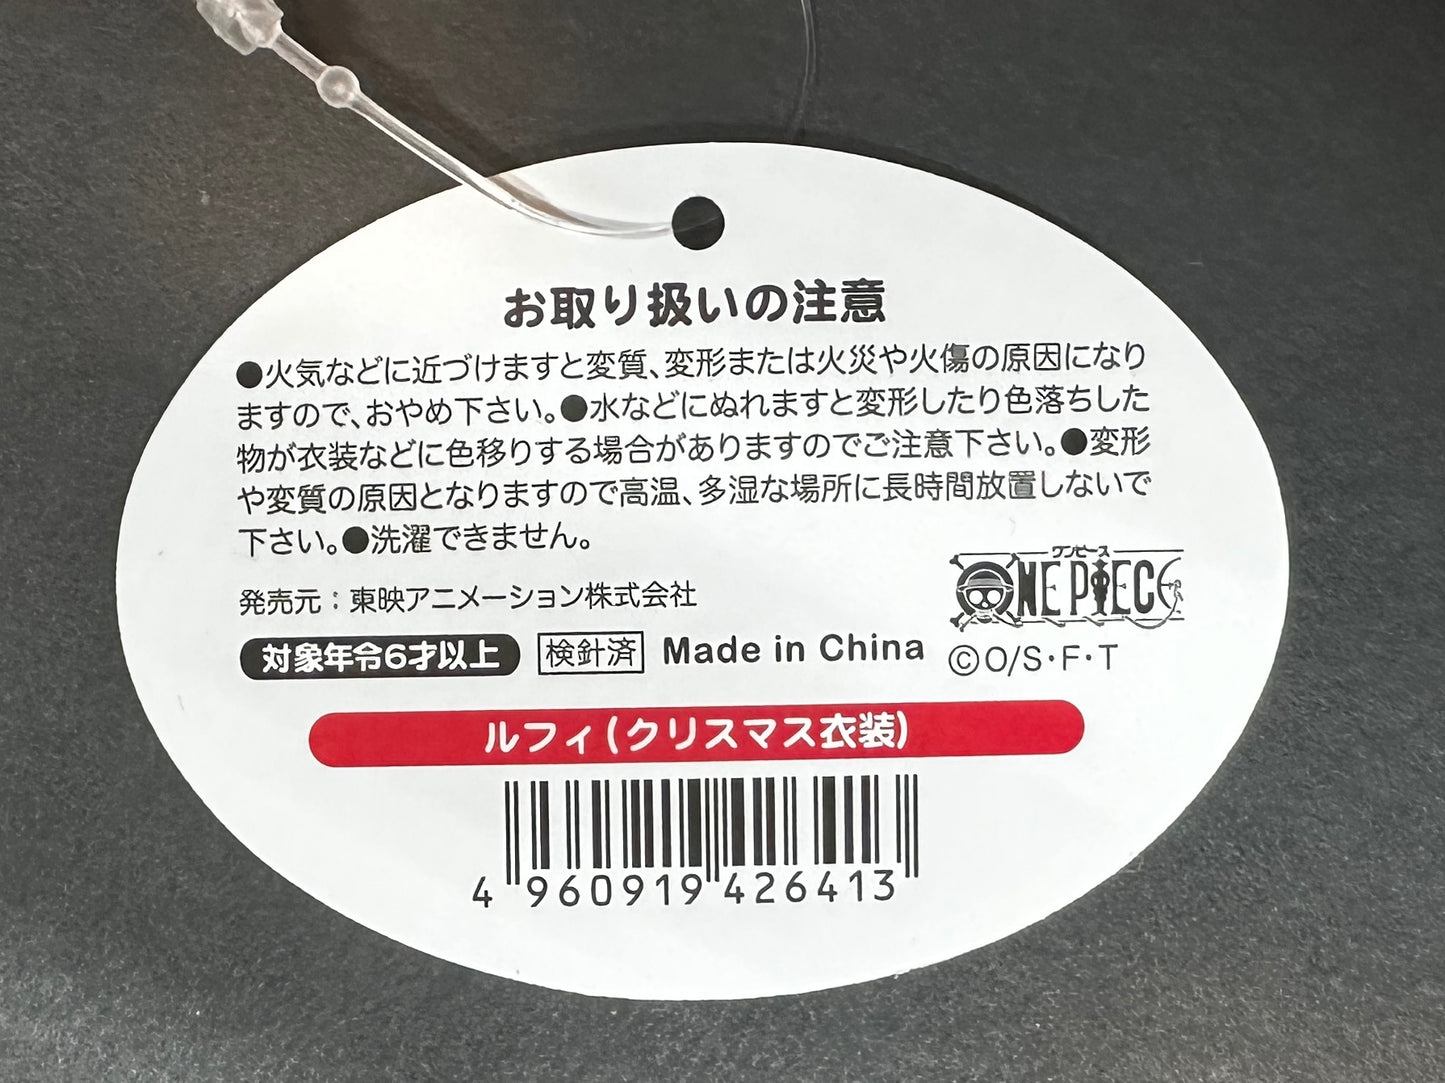 お取り扱いの注意
●火気などに近づけますと変質、変形または火災や火傷の原因になり
ますので、おやめ下さい。●水などにぬれますと変形したり色落ちした
物が衣装などに色移りする場合がありますのでご注意下さい。●変形
や変質の原因となりますので高温、多湿な場所に長時間放置しないで
下さい。●洗濯できません。
発売元：東映アニメーション株式会社
ワンピース
ONE PIECE
対象年令6才以上 検針済 Made in China ©O/S・F・T
ルフィ(クリスマス衣装)
4 960919 426413